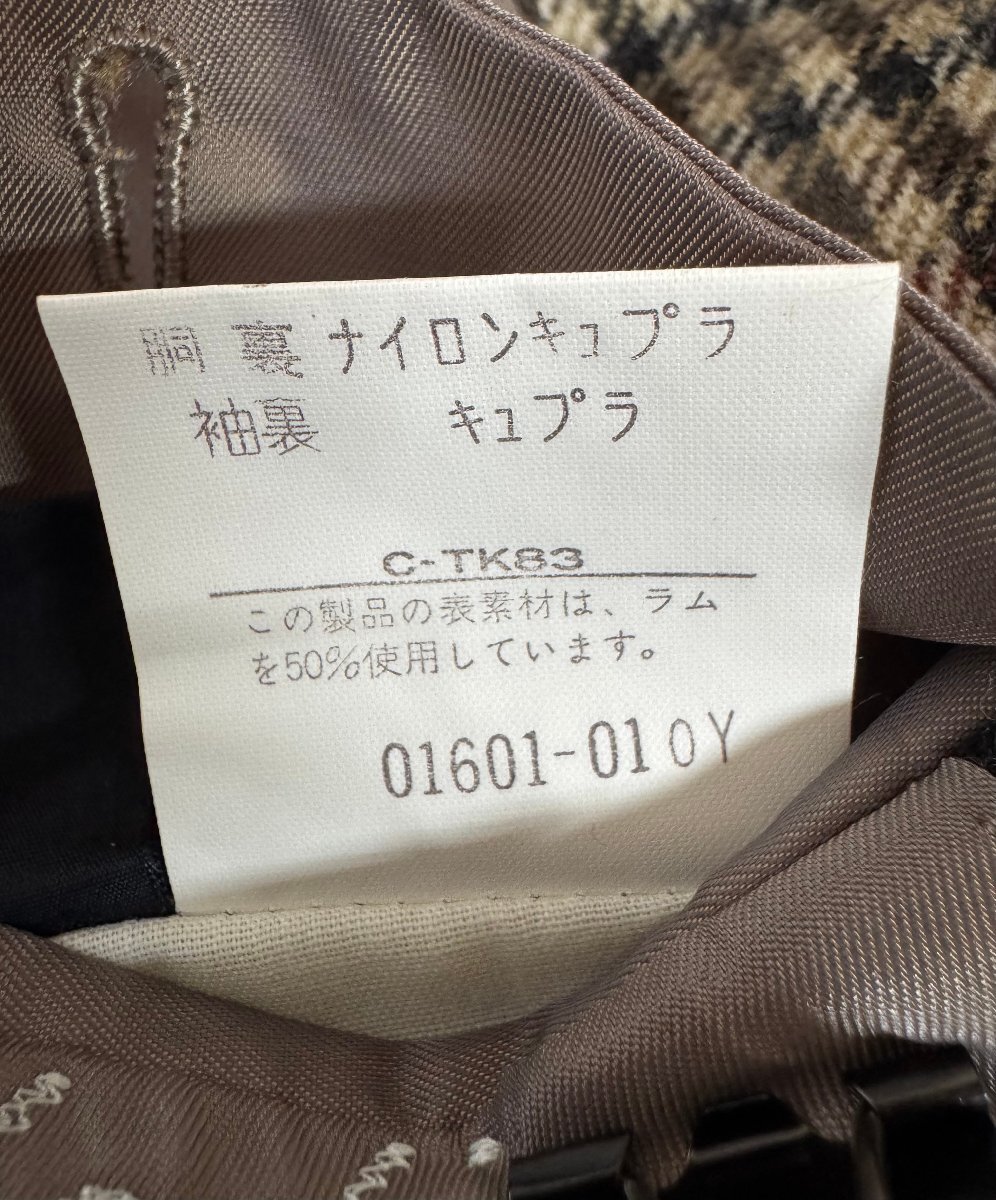 胴裏 ナイロンキュプラ
袖裏 キュプラ
C-TK83
この製品の表素材は、ラム
を50%使用しています。
01601-010Y